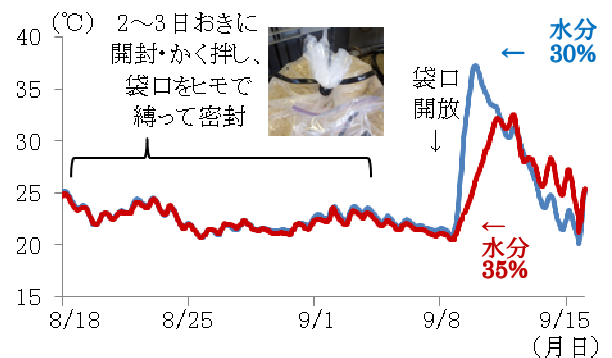 (℃)
2～3日おきに
開封・かく拌し、
袋口をヒモで
縛って密封
袋口
開放
↓
← 水分
30%
←
水分
35%
40
35
30
25
20
15
8/18 8/25 9/1 9/8 9/15
(月日)